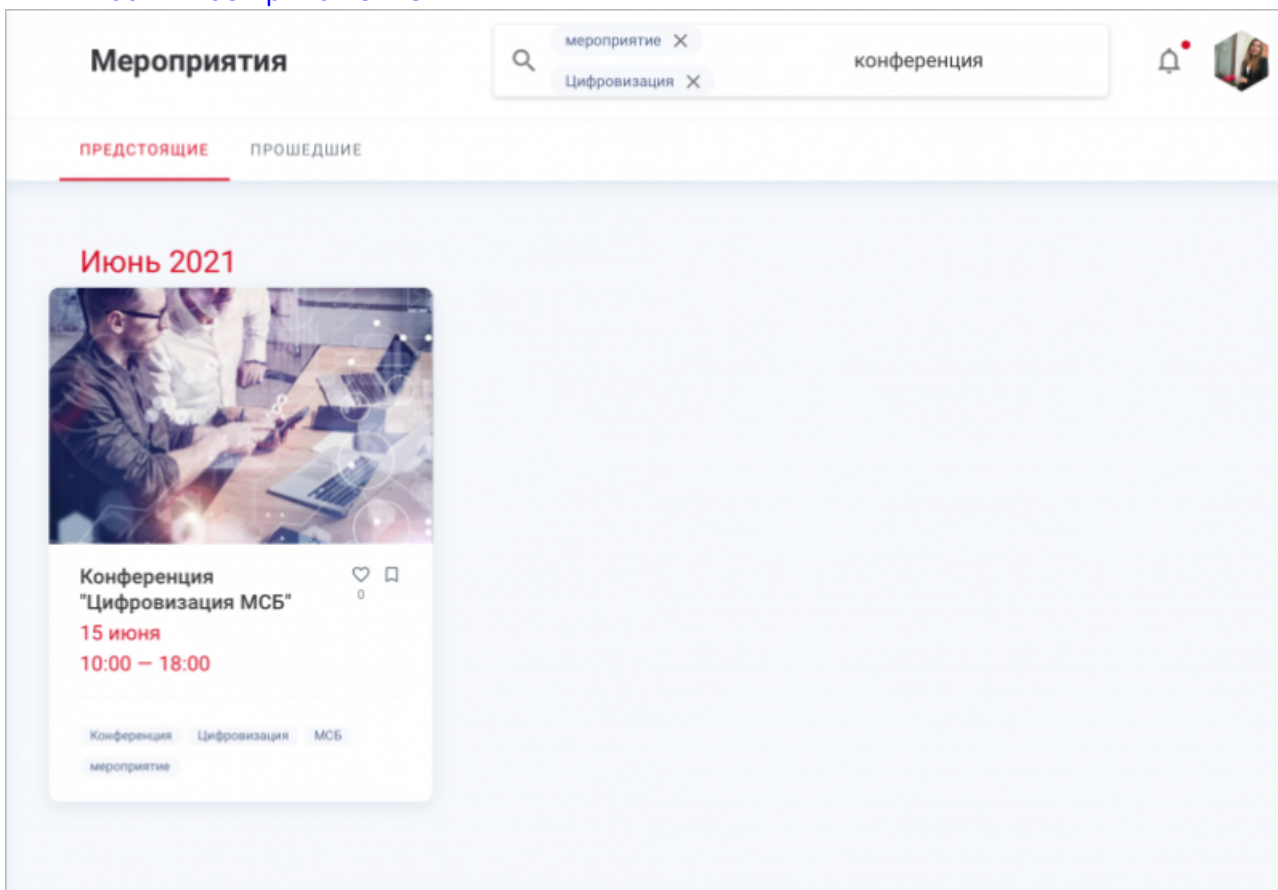 Мероприятия
мероприятие
Цифровизация
конференция
ПРЕДСТОЯЩИЕ
ПРОШЕДШИЕ
Июнь 2021
Конференция
"Цифровизация МСБ"
0
15 июня
10:00 — 18:00
Конференция Цифровизация МСБ
мероприятие